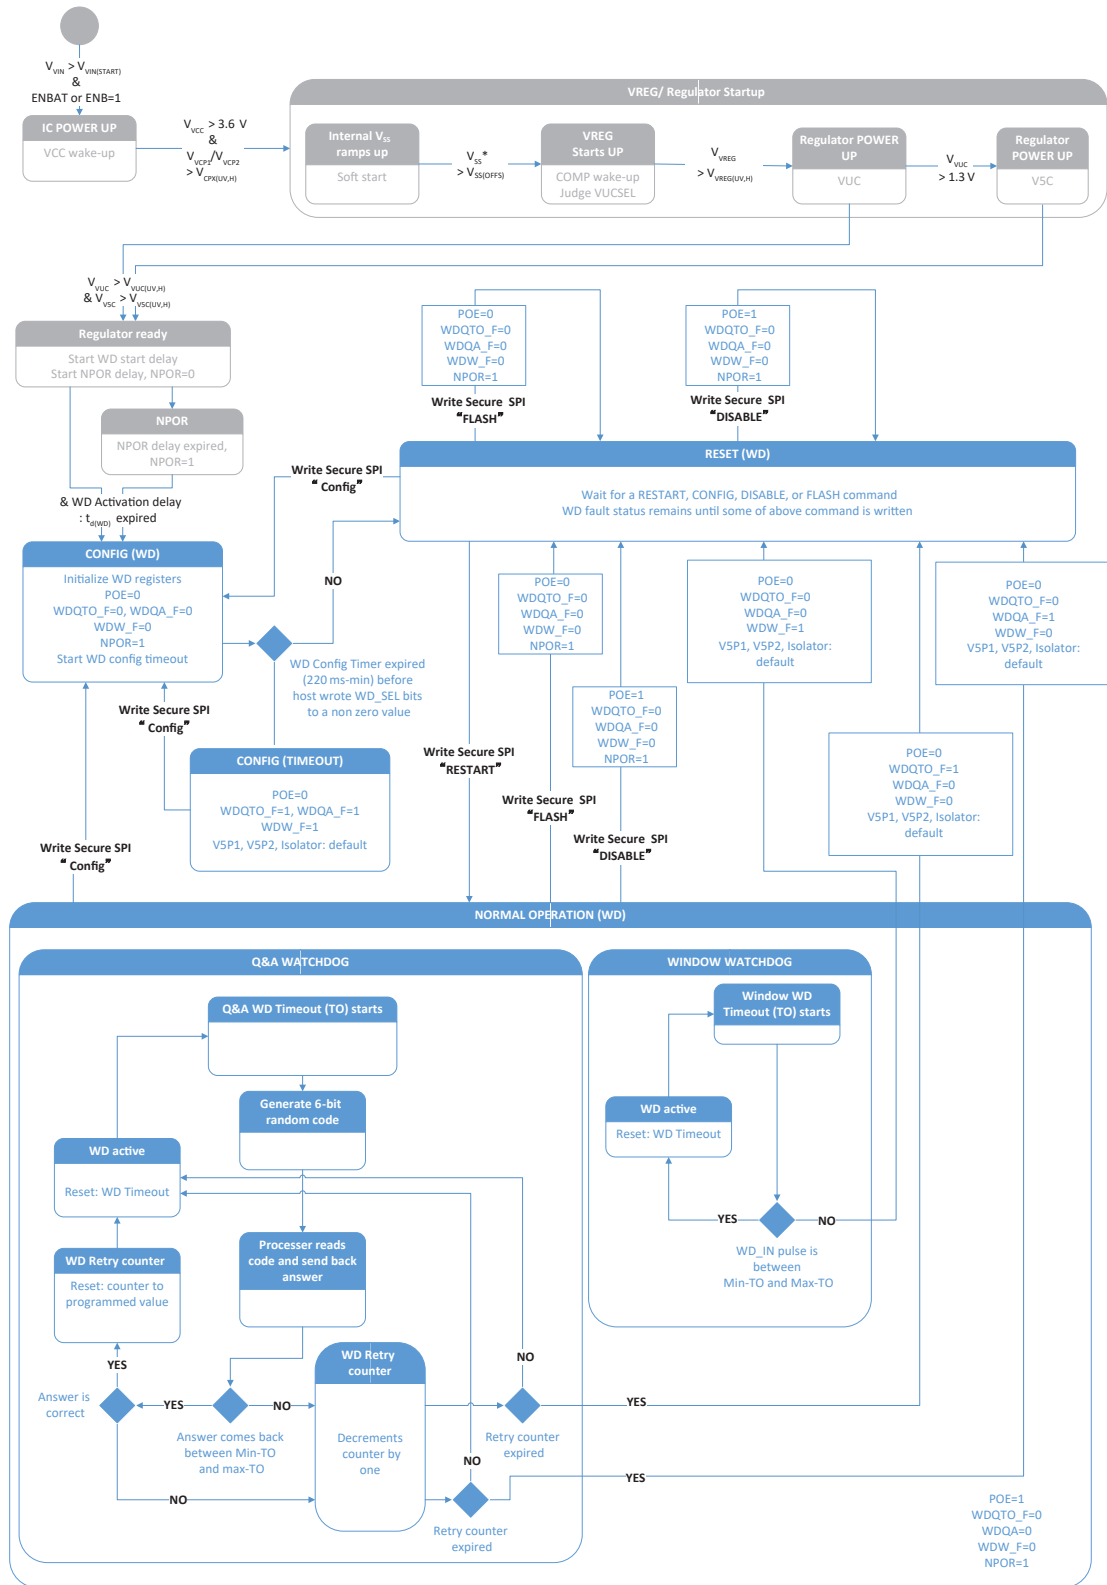 V_VIN > V_VIN(START)
&
ENBAT or ENB=1
IC POWER UP
VCC wake-up
V_VCC > 3.6 V
&
V_VCP1/V_VCP2
> V_CPX(UV,H)
VREG/ Regulator Startup
Internal V_SS
ramps up
Soft start
V_SS*
> V_SS(OFFS)
VREG
Starts UP
COMP wake-up
Judge VUCSEL
V_VREG
> V_VREG(UV,H)
Regulator POWER
UP
VUC
V_VUC
> 1.3 V
Regulator
POWER UP
V5C
V_VUC > V_VUC(UV,H)
& V_V5C > V_V5C(UV,H)
Regulator ready
Start WD start delay
Start NPOR delay, NPOR=0
NPOR
NPOR delay expired,
NPOR=1
& WD Activation delay
: t_d(WD) expired
POE=0
WDQTO_F=0
WDQA_F=0
WDW_F=0
NPOR=1
Write Secure SPI
“FLASH”
POE=1
WDQTO_F=0
WDQA_F=0
WDW_F=0
NPOR=1
Write Secure SPI
“DISABLE”
RESET (WD)
Wait for a RESTART, CONFIG, DISABLE, or FLASH command
WD fault status remains until some of above command is written
Write Secure SPI
“ Config”
CONFIG (WD)
Initialize WD registers
POE=0
WDQTO_F=0, WDQA_F=0
WDW_F=0
NPOR=1
Start WD config timeout
NO
WD Config Timer expired
(220 ms-min) before
host wrote WD_SEL bits
to a non zero value
Write Secure SPI
“ Config”
CONFIG (TIMEOUT)
POE=0
WDQTO_F=1, WDQA_F=1
WDW_F=1
V5P1, V5P2, Isolator: default
Write Secure SPI
“ Config”
Write Secure SPI
“RESTART”
POE=0
WDQTO_F=0
WDQA_F=0
WDW_F=0
NPOR=1
Write Secure SPI
“FLASH”
POE=1
WDQTO_F=0
WDQA_F=0
WDW_F=0
NPOR=1
Write Secure SPI
“DISABLE”
POE=0
WDQTO_F=0
WDQA_F=0
WDW_F=1
V5P1, V5P2, Isolator:
default
POE=0
WDQTO_F=1
WDQA_F=0
WDW_F=0
V5P1, V5P2, Isolator:
default
POE=0
WDQTO_F=0
WDQA_F=1
WDW_F=0
V5P1, V5P2, Isolator:
default
NORMAL OPERATION (WD)
Q&A WATCHDOG
Q&A WD Timeout (TO) starts
Generate 6-bit
random code
WD active
Reset: WD Timeout
Processer reads
code and send back
answer
WD Retry counter
Reset: counter to
programmed value
YES
Answer is
correct
YES
Answer comes back
between Min-TO
and max-TO
NO
NO
WD Retry
counter
Decrements
counter by
one
NO
Retry counter
expired
YES
NO
Retry counter
expired
YES
WINDOW WATCHDOG
Window WD
Timeout (TO) starts
WD active
Reset: WD Timeout
YES
NO
WD_IN pulse is
between
Min-TO and Max-TO
POE=1
WDQTO_F=0
WDQA=0
WDW_F=0
NPOR=1